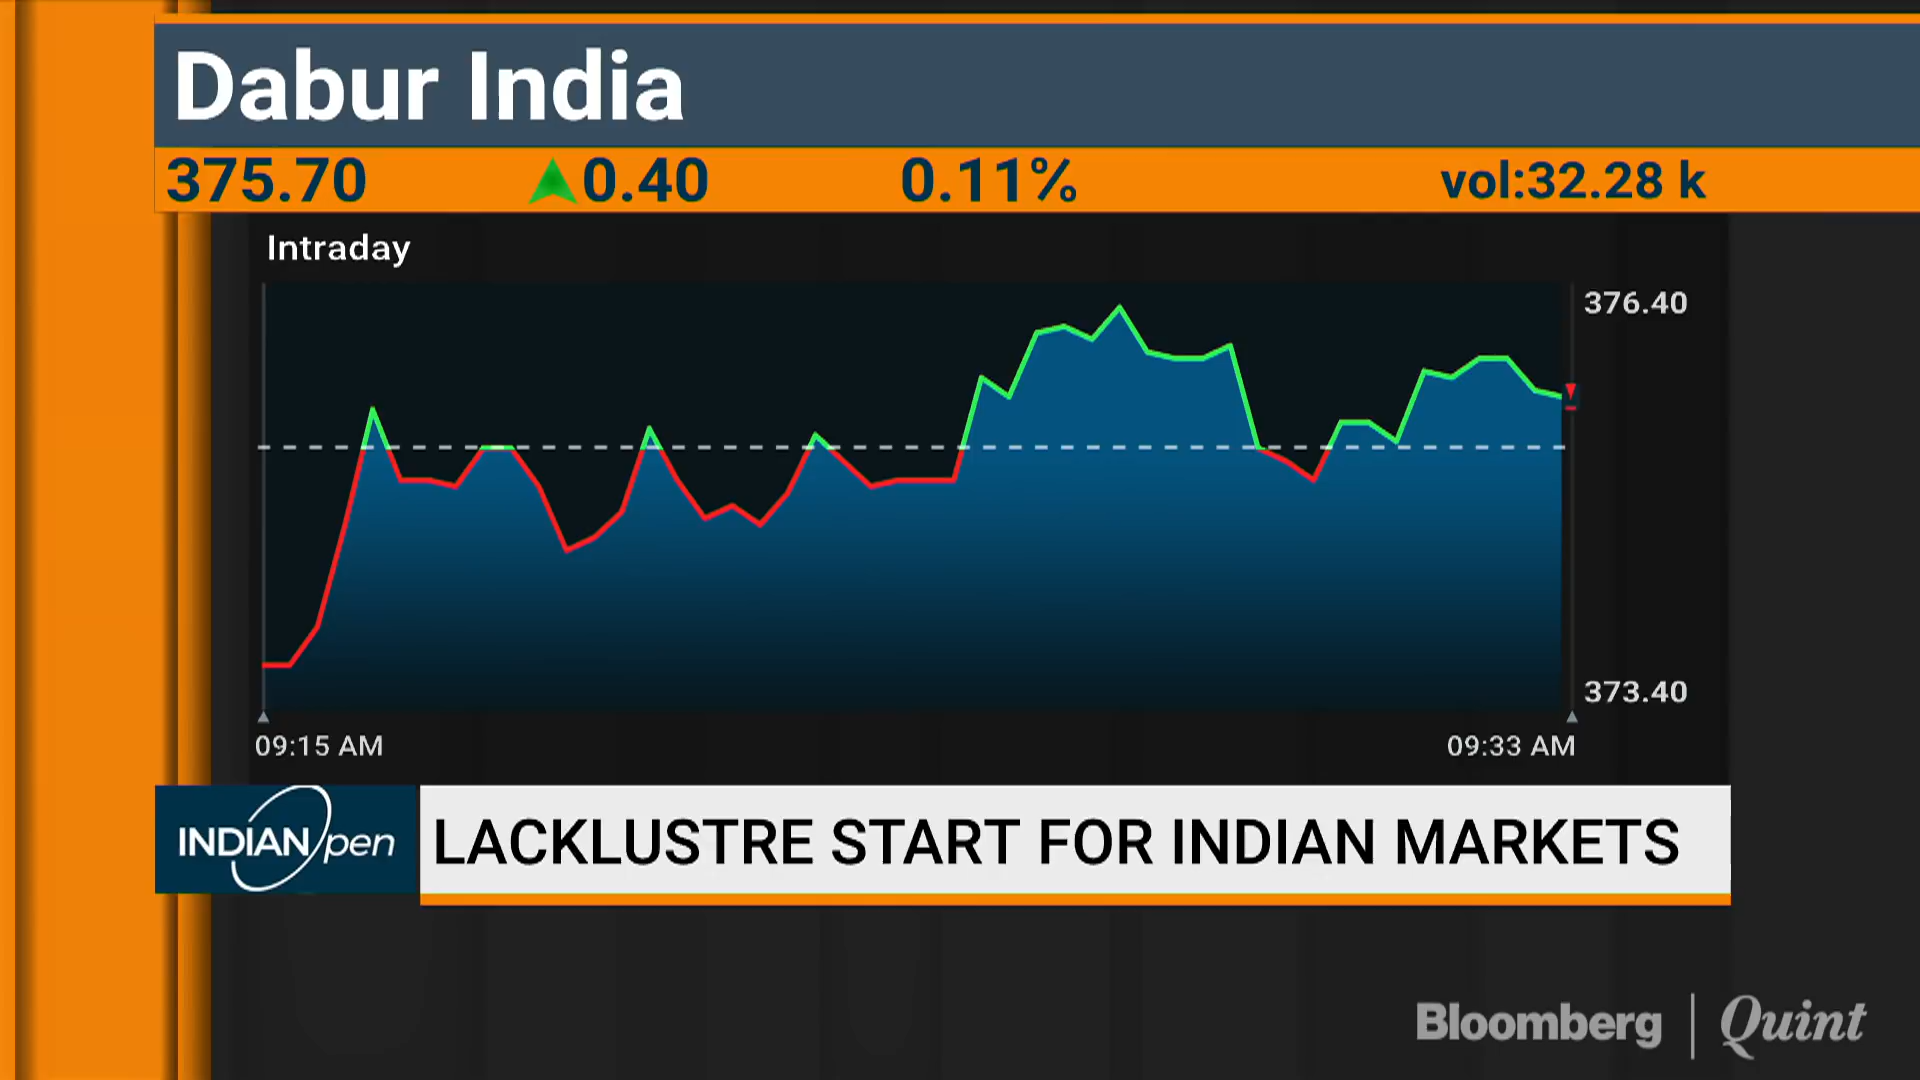 Dabur India
375.70 0.40 0.11% vol:32.28 k
Intraday
376.40
373.40
09:15 AM 09:33 AM
INDIAN Open LACKLUSTRE START FOR INDIAN MARKETS
Bloomberg | Quint